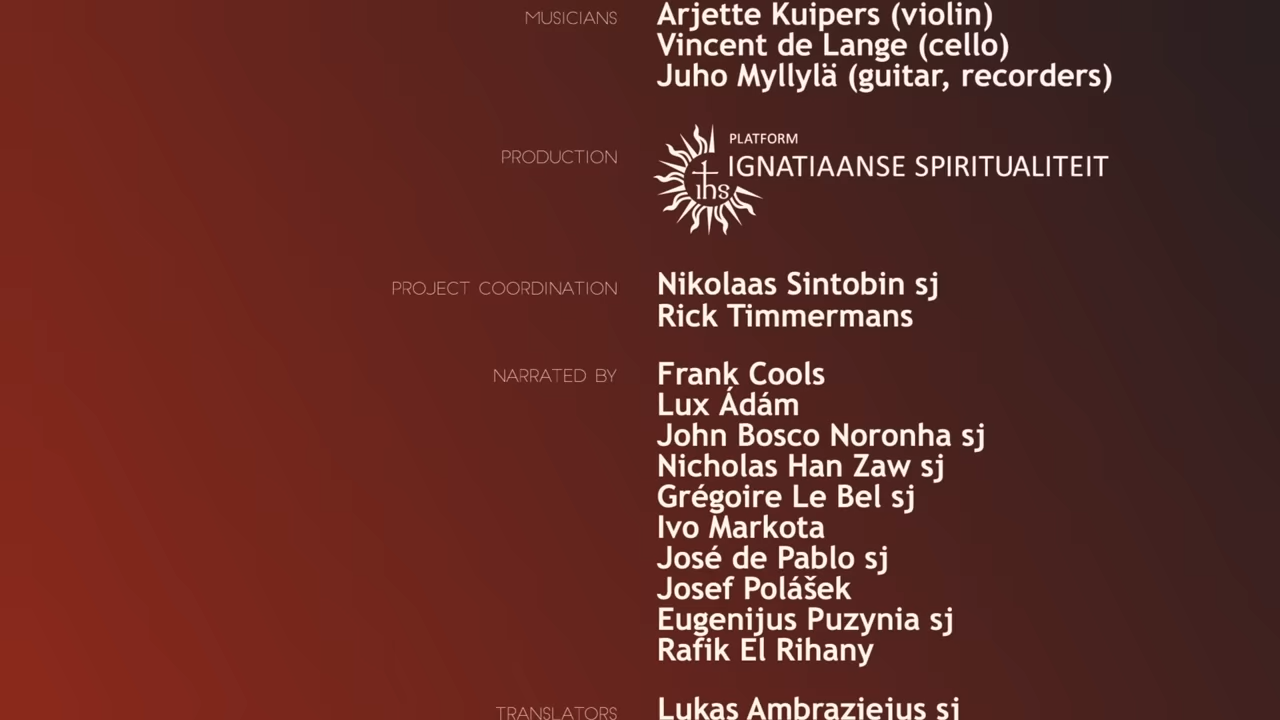 MUSICIANS Arjette Kuipers (violin)
Vincent de Lange (cello)
Juho Myllylä (guitar, recorders)
PRODUCTION
PLATFORM
IGNATIAANSE SPIRITUALITEIT
ihs
PROJECT COORDINATION Nikolaas Sintobin sj
Rick Timmermans
NARRATED BY Frank Cools
Lux Ádám
John Bosco Noronha sj
Nicholas Han Zaw sj
Grégoire Le Bel sj
Ivo Markota
José de Pablo sj
Josef Polášek
Eugenijus Puzynia sj
Rafik El Rihany
TRANSLATORS Lukas Ambraziejus sj